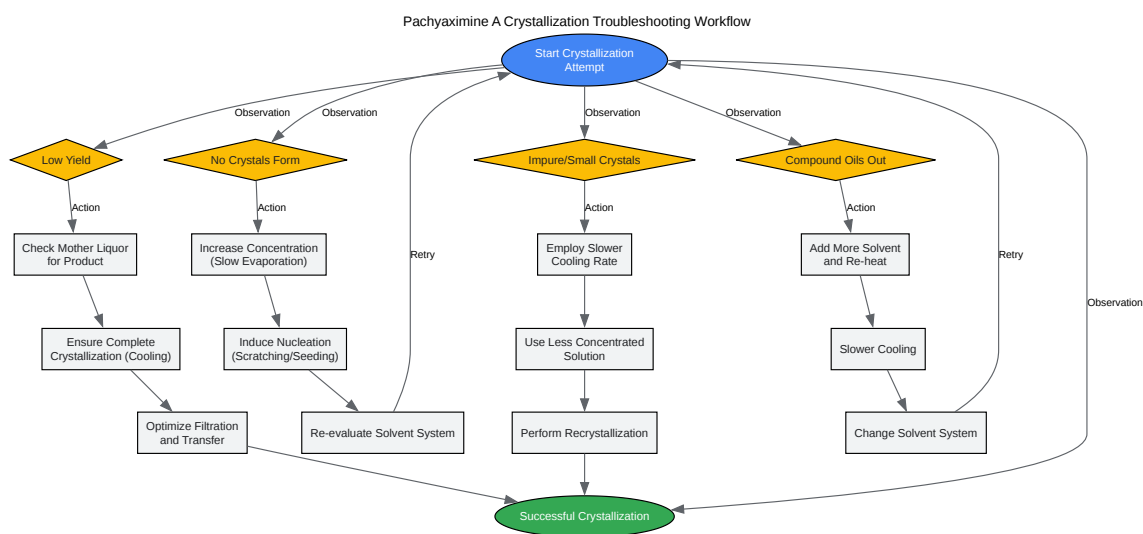 Pachyaximine A Crystallization Troubleshooting Workflow
Start Crystallization
Attempt
Observation
Observation
Observation
Observation
Low Yield
No Crystals Form
Impure/Small Crystals
Compound Oils Out
Action
Action
Action
Action
Check Mother Liquor
for Product
Increase Concentration
(Slow Evaporation)
Retry
Employ Slower
Cooling Rate
Add More Solvent
and Re-heat
Retry
Observation
Ensure Complete
Crystallization (Cooling)
Induce Nucleation
(Scratching/Seeding)
Use Less Concentrated
Solution
Slower Cooling
Optimize Filtration
and Transfer
Re-evaluate Solvent System
Perform Recrystallization
Change Solvent System
Successful Crystallization